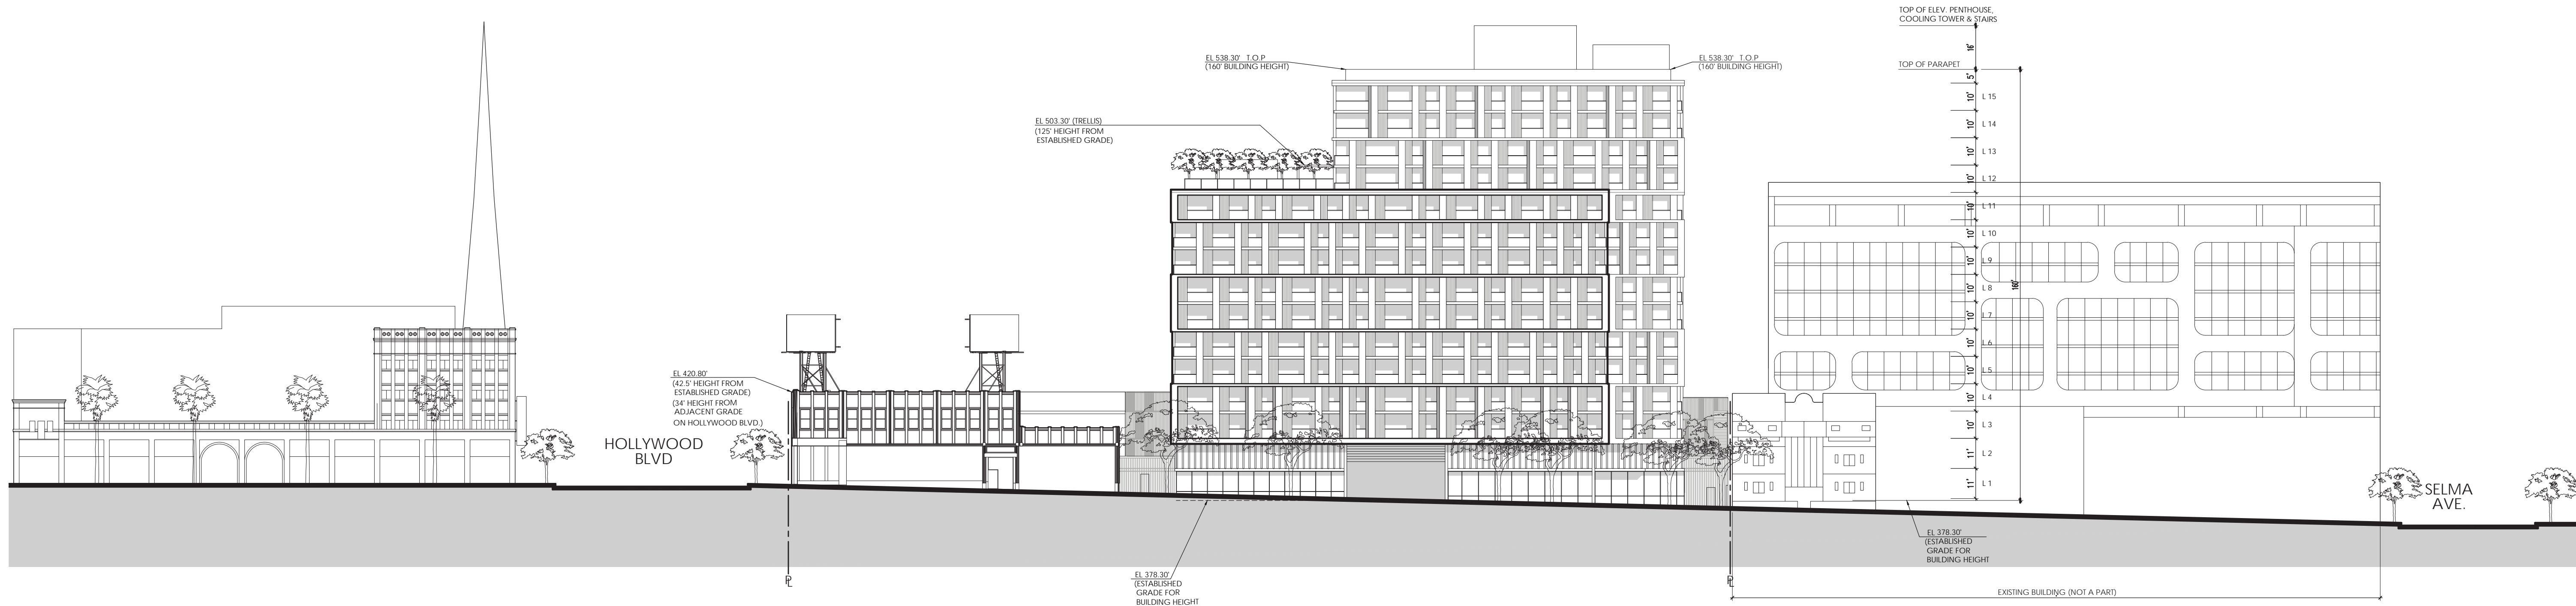 TOP OF ELEV. PENTHOUSE,
COOLING TOWER & STAIRS
16'
EL 538.30' T.O.P
(160' BUILDING HEIGHT)
EL 538.30' T.O.P
(160' BUILDING HEIGHT)
TOP OF PARAPET
5'
10' L 15
10' L 14
10' L 13
10' L 12
10' L 11
10' L 10
10' L 9
10' L 8
10' L 7
10' L 6
10' L 5
10' L 4
10' L 3
11' L 2
11' L 1
160'
EL 503.30' (TRELLIS)
(125' HEIGHT FROM
ESTABLISHED GRADE)
EL 420.80'
(42.5' HEIGHT FROM
ESTABLISHED GRADE)
(34' HEIGHT FROM
ADJACENT GRADE
ON HOLLYWOOD BLVD.)
HOLLYWOOD
BLVD
SELMA
AVE.
EL 378.30'
(ESTABLISHED
GRADE FOR
BUILDING HEIGHT
EL 378.30'
(ESTABLISHED
GRADE FOR
BUILDING HEIGHT
PL
PL
EXISTING BUILDING (NOT A PART)